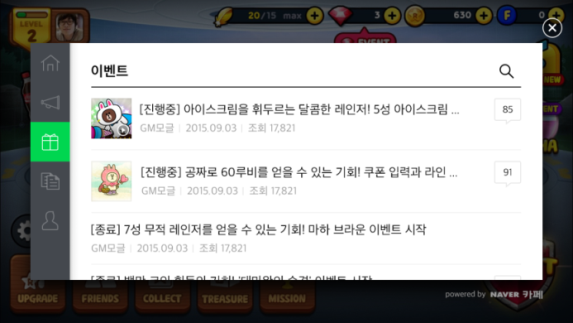 LEVEL
2
20/15 max
3
630
0
EVENT
이벤트
[진행중] 아이스크림을 휘두르는 달콤한 레인저! 5성 아이스크림 ...
85
GM모글 | 2015.09.03 | 조회 17,821
[진행중] 공짜로 60루비를 얻을 수 있는 기회! 쿠폰 입력과 라인 ...
91
GM모글 | 2015.09.03 | 조회 17,821
[종료] 7성 무적 레인저를 얻을 수 있는 기회! 마하 브라운 이벤트 시작
GM모글 | 2015.09.03 | 조회 17,821
UPGRADE
FRIENDS
COLLECT
TREASURE
MISSION
powered by NAVER 카페